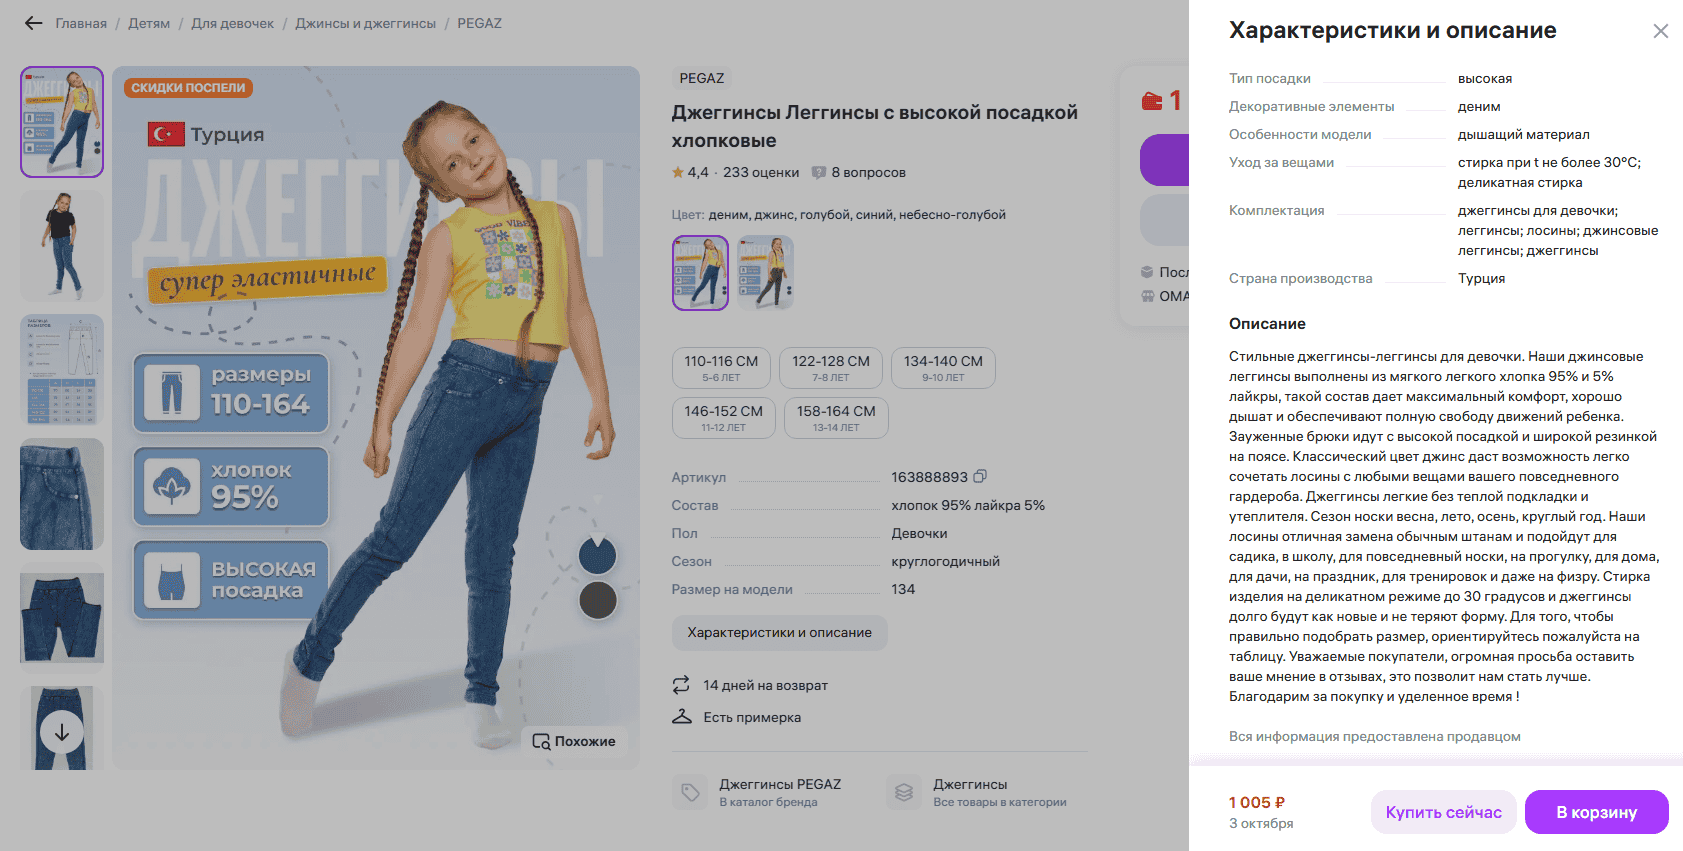 Главная / Детям / Для девочек / Джинсы и джеггинсы / PEGAZ
СКИДКИ ПОСПЕЛИ
Турция
ДЖЕГГИНСЫ
супер эластичные
размеры
110-164
хлопок
95%
ВЫСОКАЯ
посадка
Похожие
PEGAZ
Джеггинсы Леггинсы с высокой посадкой
хлопковые
4,4 · 233 оценки 8 вопросов
Цвет: деним, джинс, голубой, синий, небесно-голубой
110-116 СМ 122-128 СМ 134-140 СМ
5-6 ЛЕТ 7-8 ЛЕТ 9-10 ЛЕТ
146-152 СМ 158-164 СМ
11-12 ЛЕТ 13-14 ЛЕТ
Артикул 163888893
Состав хлопок 95% лайкра 5%
Пол Девочки
Сезон круглогодичный
Размер на модели 134
Характеристики и описание
14 дней на возврат
Есть примерка
Джеггинсы PEGAZ
В каталог бренда
Джеггинсы
Все товары в категории
1
Посл
ОМА
Характеристики и описание
Тип посадки высокая
Декоративные элементы деним
Особенности модели дышащий материал
Уход за вещами стирка при t не более 30°C;
деликатная стирка
Комплектация джеггинсы для девочки;
леггинсы; лосины; джинсовые
леггинсы; джеггинсы
Страна производства Турция
Описание
Стильные джеггинсы-леггинсы для девочки. Наши джинсовые
леггинсы выполнены из мягкого легкого хлопка 95% и 5%
лайкры, такой состав дает максимальный комфорт, хорошо
дышат и обеспечивают полную свободу движений ребенка.
Зауженные брюки идут с высокой посадкой и широкой резинкой
на поясе. Классический цвет джинс даст возможность легко
сочетать лосины с любыми вещами вашего повседневного
гардероба. Джеггинсы легкие без теплой подкладки и
утеплителя. Сезон носки весна, лето, осень, круглый год. Наши
лосины отличная замена обычным штанам и подойдут для
садика, в школу, для повседневный носки, на прогулку, для дома,
для дачи, на праздник, для тренировок и даже на физру. Стирка
изделия на деликатном режиме до 30 градусов и джеггинсы
долго будут как новые и не теряют форму. Для того, чтобы
правильно подобрать размер, ориентируйтесь пожалуйста на
таблицу. Уважаемые покупатели, огромная просьба оставить
ваше мнение в отзывах, это позволит нам стать лучше.
Благодарим за покупку и уделенное время !
Вся информация предоставлена продавцом
1 005 ₽
3 октября
Купить сейчас
В корзину